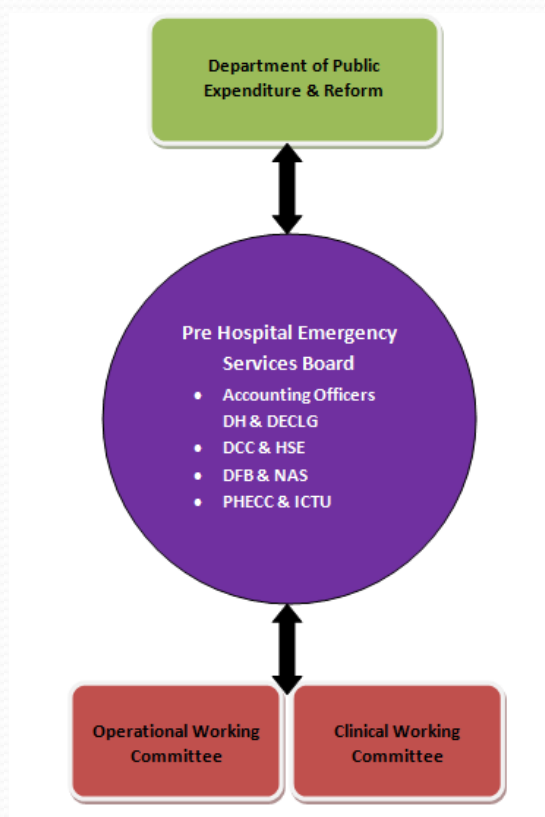 Department of Public
Expenditure & Reform
Pre Hospital Emergency
Services Board
• Accounting Officers
DH & DECLG
• DCC & HSE
• DFB & NAS
• PHECC & ICTU
Operational Working
Committee
Clinical Working
Committee